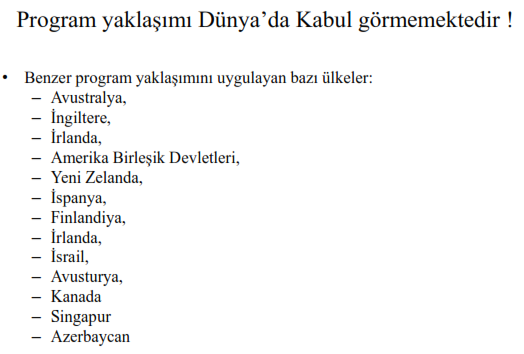 Program yaklaşımı Dünya’da Kabul görmemektedir !
• Benzer program yaklaşımını uygulayan bazı ülkeler:
– Avustralya,
– İngiltere,
– İrlanda,
– Amerika Birleşik Devletleri,
– Yeni Zelanda,
– İspanya,
– Finlandiya,
– İrlanda,
– İsrail,
– Avusturya,
– Kanada
– Singapur
– Azerbaycan